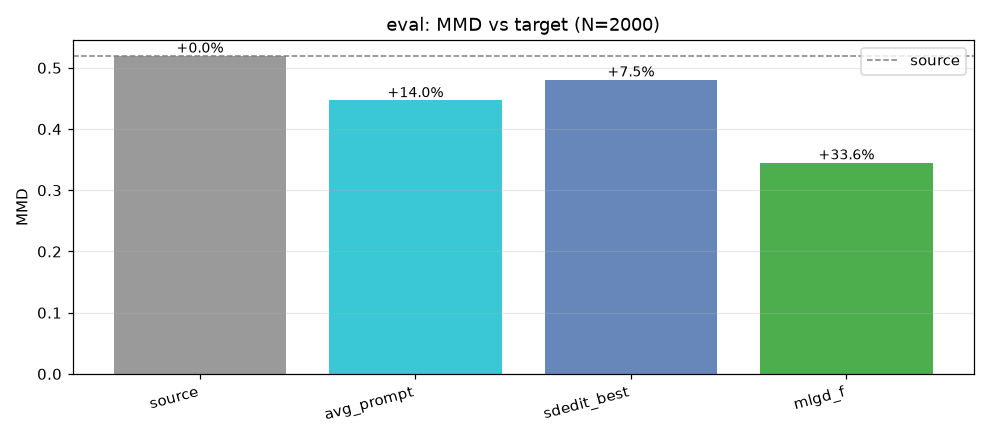 eval: MMD vs target (N=2000)
+0.0%
+14.0%
+7.5%
+33.6%
source
MMD
0.5
0.4
0.3
0.2
0.1
0.0
source
avg_prompt
sdedit_best
mlgd_f